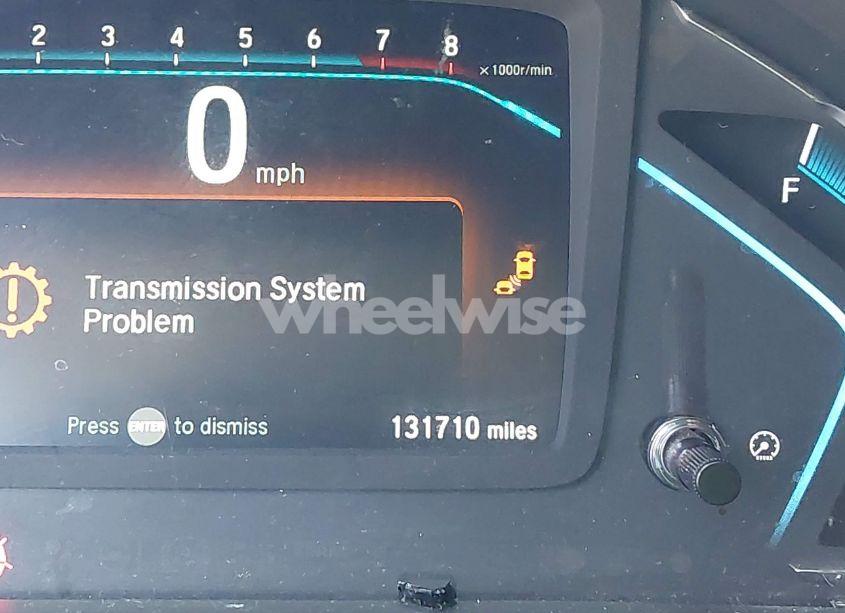 2 3 4 5 6 7 8
×1000r/min
0 mph
F
Transmission System
Problem
wheelwise
Press ENTER to dismiss
131710 miles